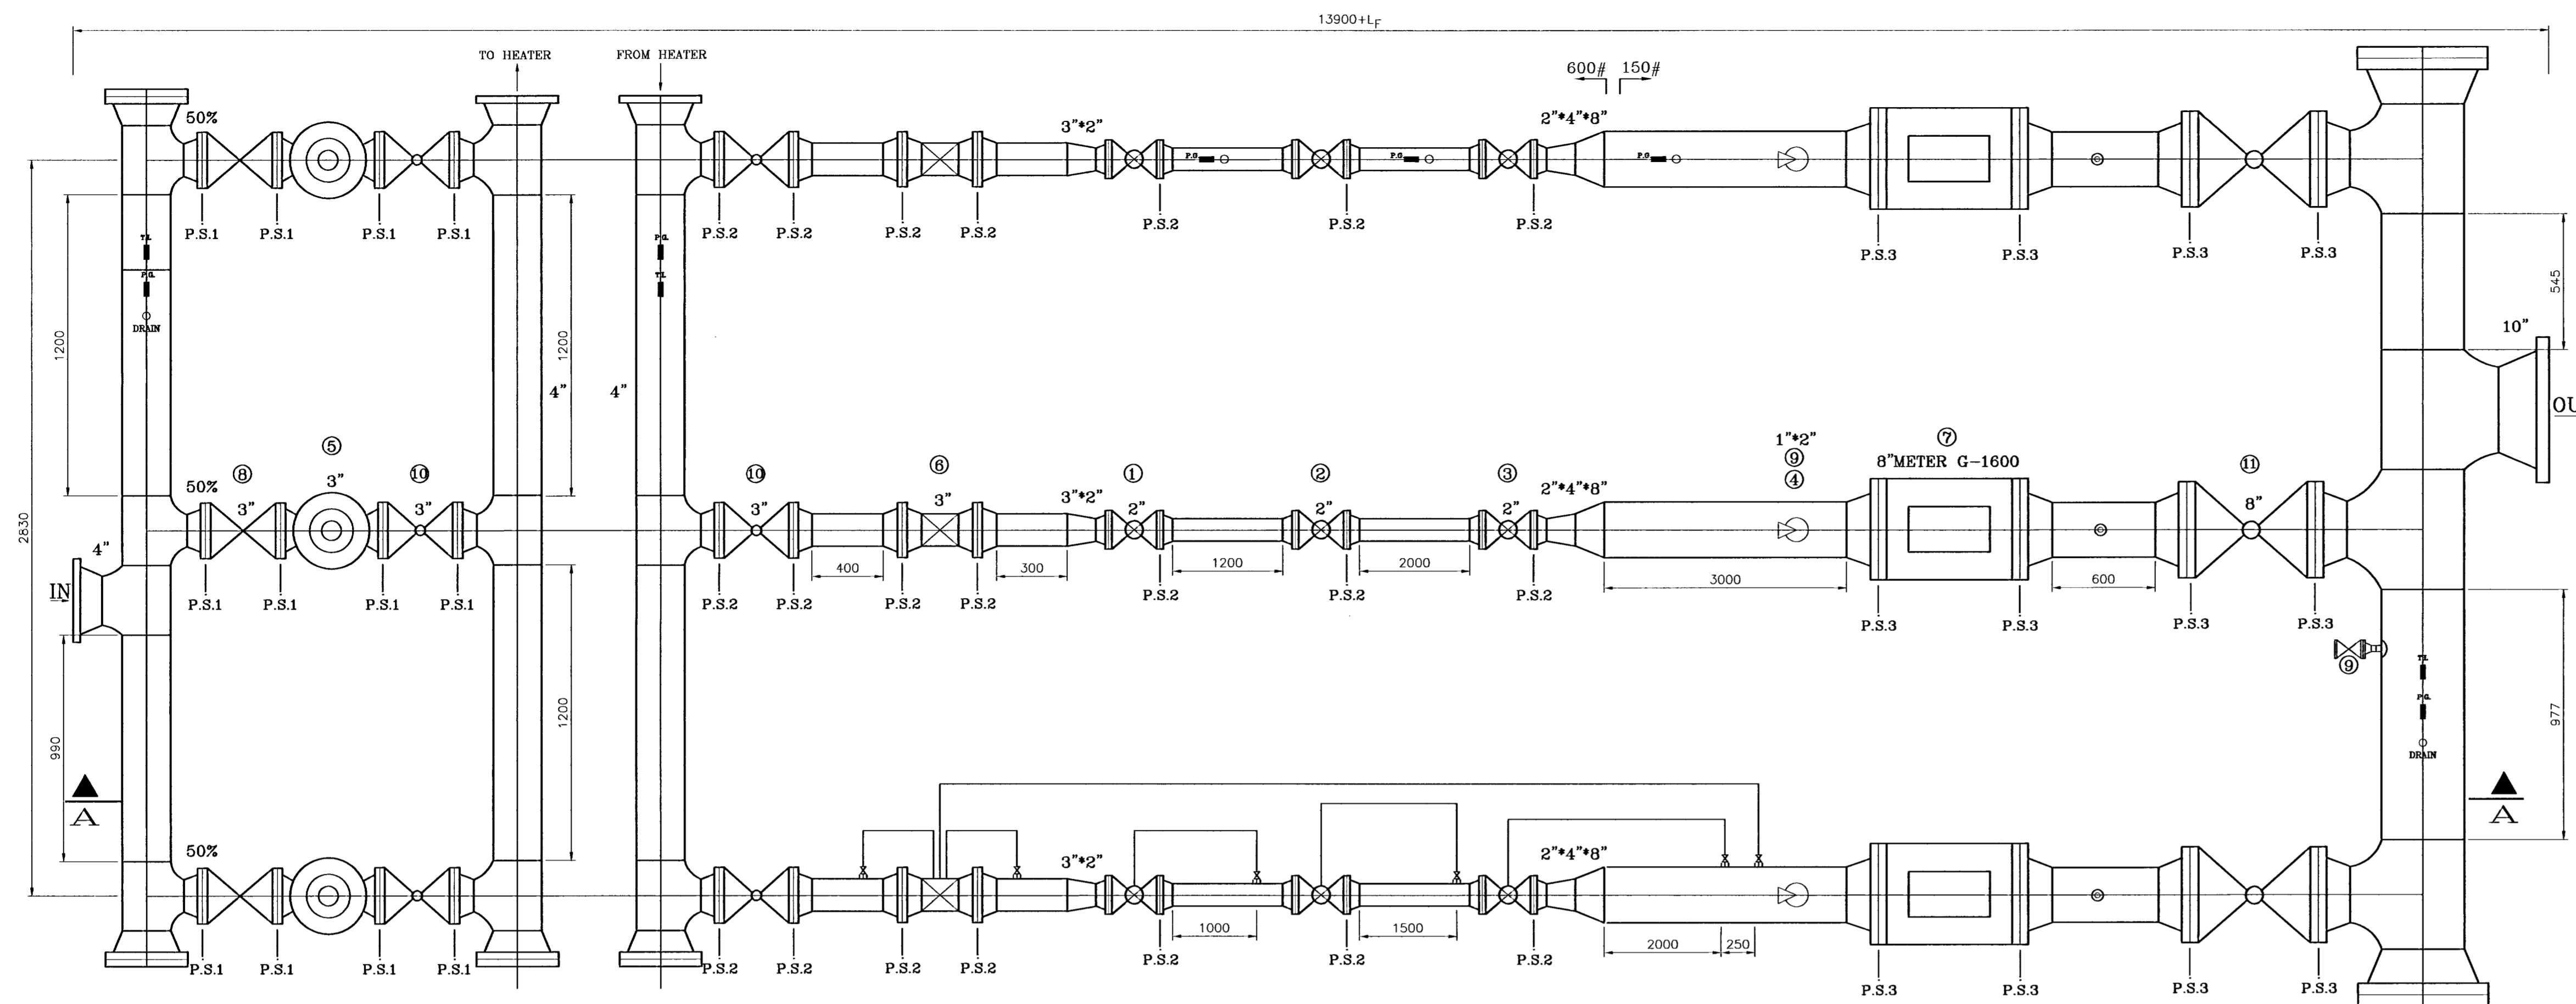 13900+LF
TO HEATER
FROM HEATER
600# 150#
50%
3"*2"
2"*4"*8"
P.G P.G P.G
P.S.1 P.S.1 P.S.1 P.S.1
P.S.2 P.S.2 P.S.2 P.S.2 P.S.2 P.S.2 P.S.2
P.S.3 P.S.3 P.S.3 P.S.3
T.I. P.G.
P.G. T.I.
DRAIN
1200 1200
545
10"
4" 4"
OU
⑤ ⑥ ⑦
1"*2"
⑨
④
8"METER G-1600
⑧ ⑩ ⑩ ① ② ③ ⑪
50%
3" 3" 3" 3" 3"
3"*2"
2" 2" 2"
2"*4"*8"
8"
2830
4"
IN
400 300 1200 2000 3000 600
P.S.1 P.S.1 P.S.1 P.S.1
P.S.2 P.S.2 P.S.2 P.S.2 P.S.2 P.S.2 P.S.2
P.S.3 P.S.3 P.S.3 P.S.3
⑨
T.I.
P.G.
DRAIN
990 1200 977
A A
50%
3"*2"
2"*4"*8"
1000 1500 2000 250
P.S.1 P.S.1 P.S.1 P.S.1
P.S.2 P.S.2 P.S.2 P.S.2 P.S.2 P.S.2 P.S.2
P.S.3 P.S.3 P.S.3 P.S.3